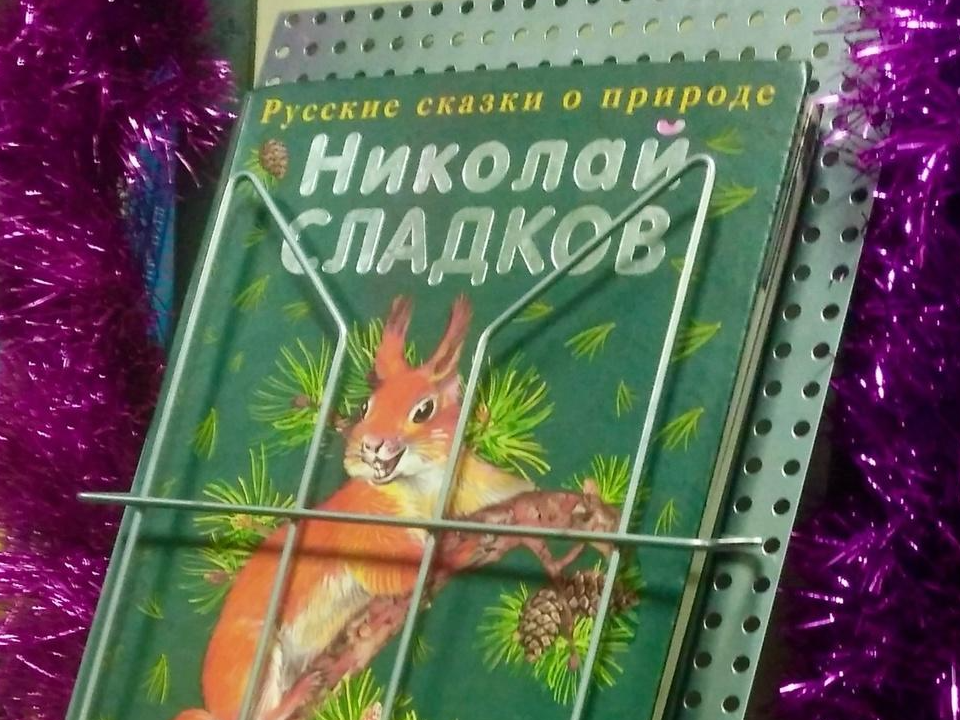 Русские сказки о природе
Николай
СЛАДКОВ